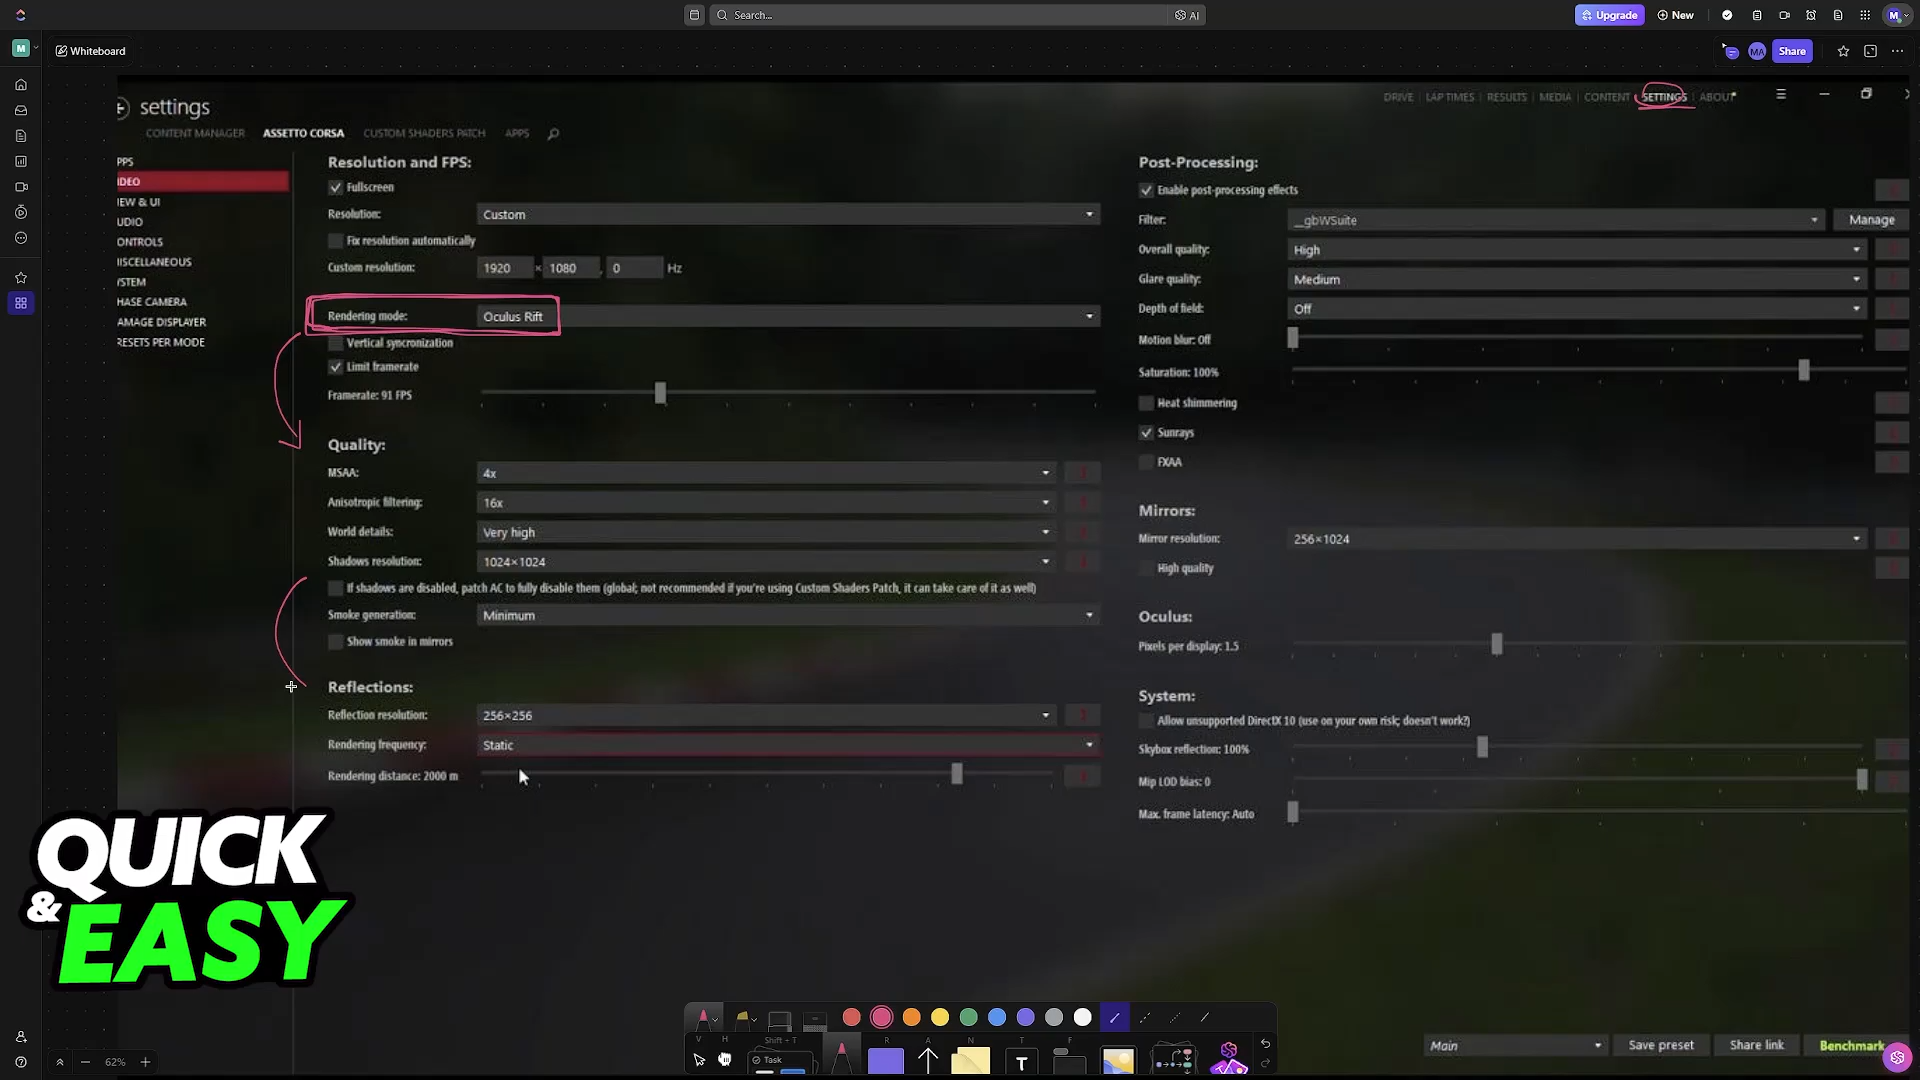 Search...
AI
Upgrade
New
M
M
Whiteboard
MA
Share
settings
DRIVE | LAP TIMES | RESULTS | MEDIA | CONTENT | SETTINGS | ABOUT
CONTENT MANAGER ASSETTO CORSA CUSTOM SHADERS PATCH APPS
PPS
IDEO
IEW & UI
UDIO
ONTROLS
ISCELLANEOUS
YSTEM
HASE CAMERA
AMAGE DISPLAYER
RESETS PER MODE
Resolution and FPS:
Fullscreen
Resolution: Custom
Fix resolution automatically
Custom resolution: 1920 × 1080 , 0 Hz
Rendering mode: Oculus Rift
Vertical syncronization
Limit framerate
Framerate: 91 FPS
Quality:
MSAA: 4x
Anisotropic filtering: 16x
World details: Very high
Shadows resolution: 1024×1024
If shadows are disabled, patch AC to fully disable them (global; not recommended if you're using Custom Shaders Patch, it can take care of it as well)
Smoke generation: Minimum
Show smoke in mirrors
Reflections:
Reflection resolution: 256×256
Rendering frequency: Static
Rendering distance: 2000 m
Post-Processing:
Enable post-processing effects
Filter: __gbWSuite Manage
Overall quality: High
Glare quality: Medium
Depth of field: Off
Motion blur: Off
Saturation: 100%
Heat shimmering
Sunrays
FXAA
Mirrors:
Mirror resolution: 256×1024
High quality
Oculus:
Pixels per display: 1.5
System:
Allow unsupported DirectX 10 (use on your own risk; doesn't work?)
Skybox reflection: 100%
Mip LOD bias: 0
Max. frame latency: Auto
QUICK
& EASY
V H Shift + T R A N T F
Task
T
62%
Main Save preset Share link Benchmark